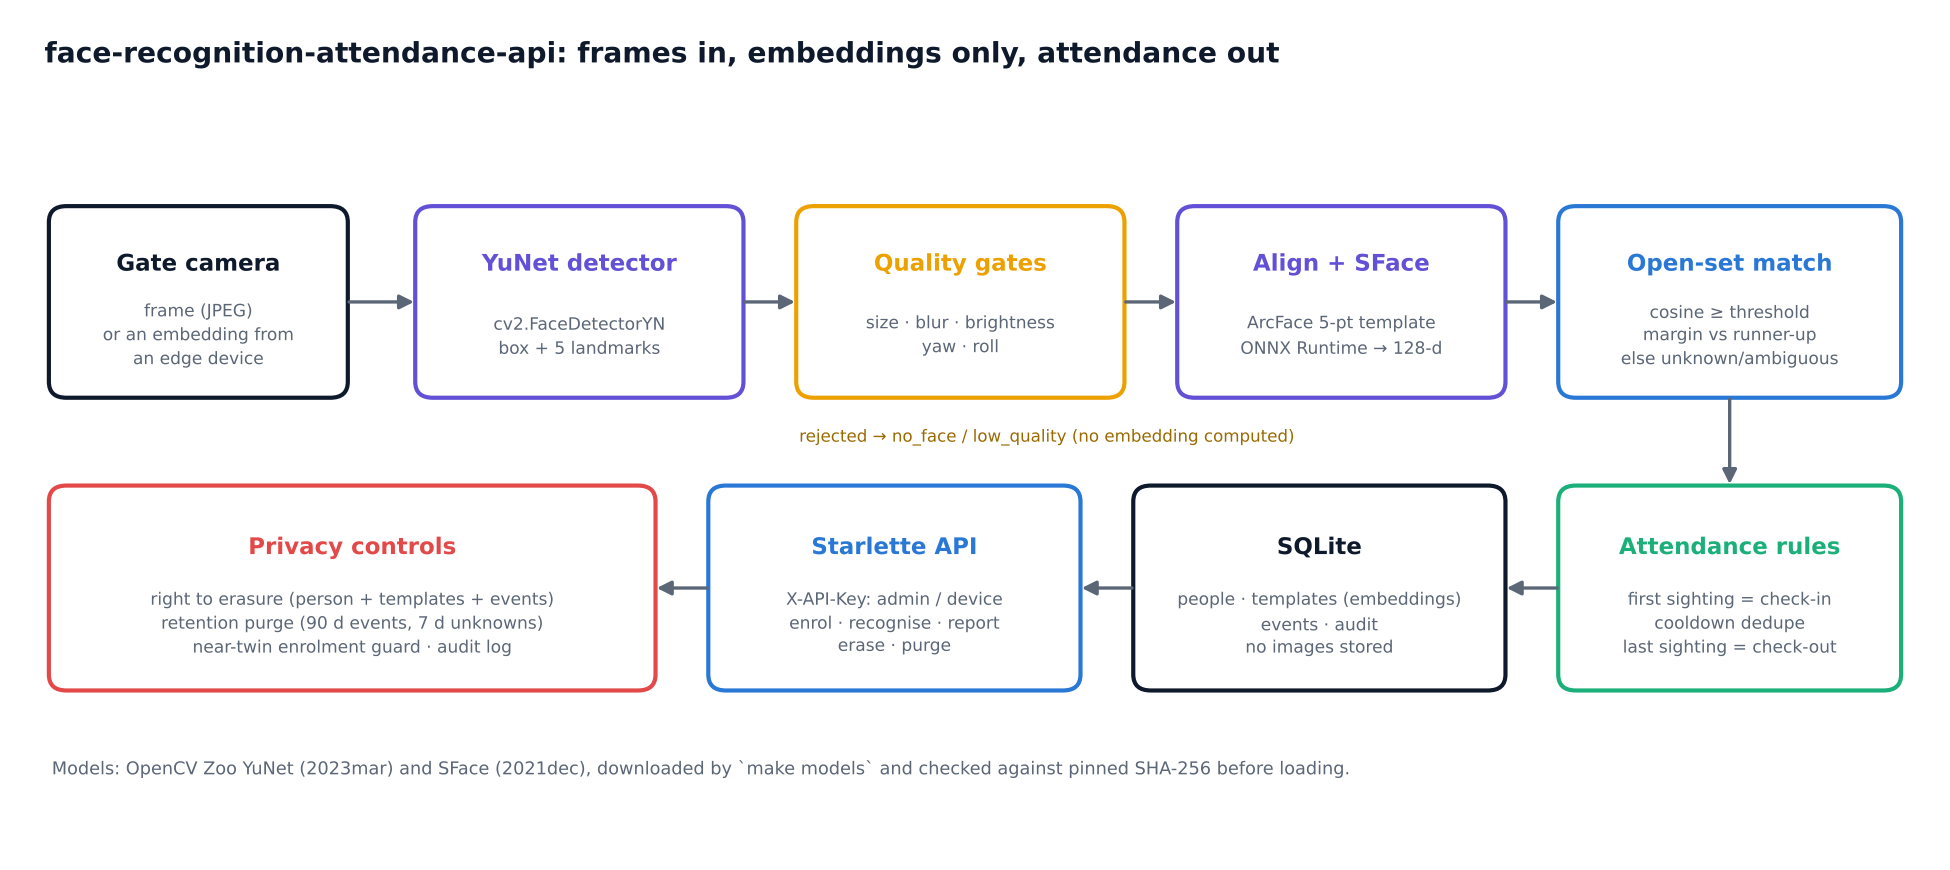 face-recognition-attendance-api: frames in, embeddings only, attendance out
Gate camera
frame (JPEG)
or an embedding from
an edge device
YuNet detector
cv2.FaceDetectorYN
box + 5 landmarks
Quality gates
size · blur · brightness
yaw · roll
Align + SFace
ArcFace 5-pt template
ONNX Runtime → 128-d
Open-set match
cosine ≥ threshold
margin vs runner-up
else unknown/ambiguous
rejected → no_face / low_quality (no embedding computed)
Privacy controls
right to erasure (person + templates + events)
retention purge (90 d events, 7 d unknowns)
near-twin enrolment guard · audit log
Starlette API
X-API-Key: admin / device
enrol · recognise · report
erase · purge
SQLite
people · templates (embeddings)
events · audit
no images stored
Attendance rules
first sighting = check-in
cooldown dedupe
last sighting = check-out
Models: OpenCV Zoo YuNet (2023mar) and SFace (2021dec), downloaded by `make models` and checked against pinned SHA-256 before loading.